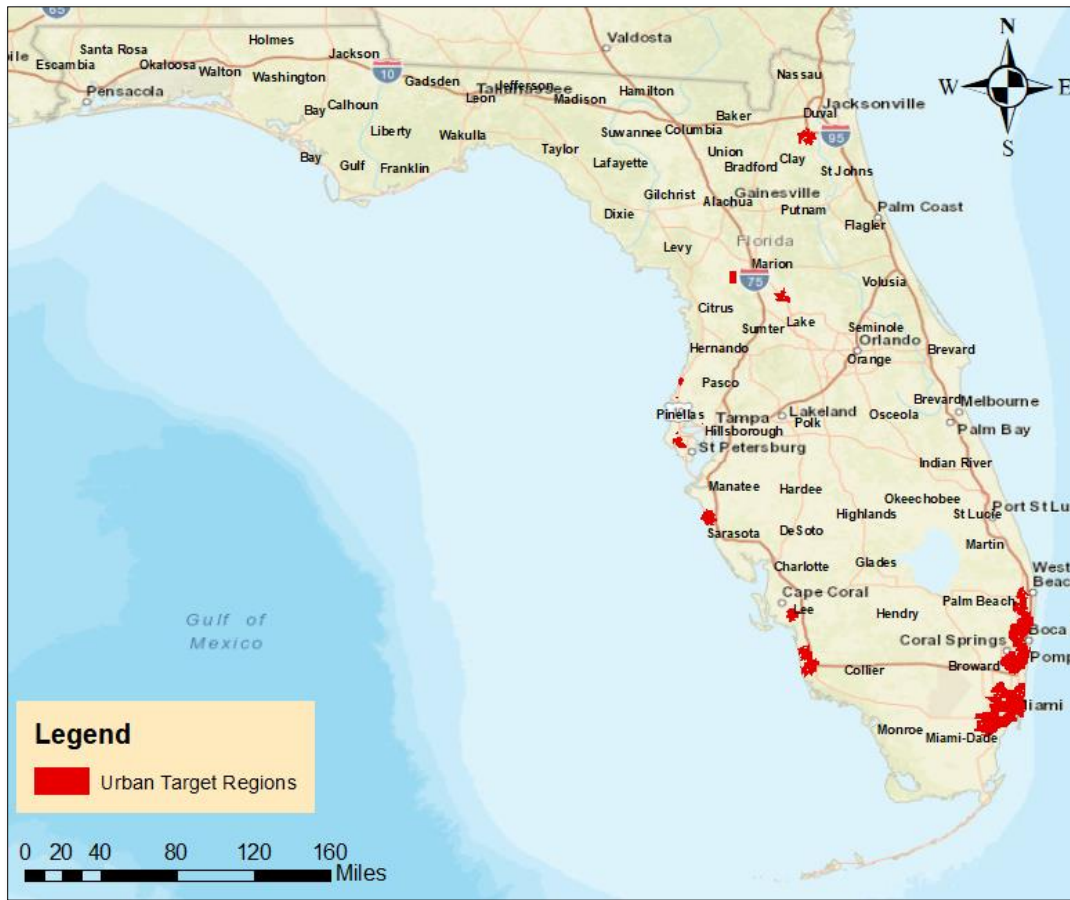 85
N
W
E
S
Valdosta
Holmes
Santa Rosa
Jackson
Nassau
bile
Escambia
Okaloosa
Walton
Washington
10
Gadsden
Jefferson
Tallahassee
Leon
Madison
Hamilton
Pensacola
Bay
Calhoun
Baker
Duval
Jacksonville
Liberty
Wakulla
Suwannee
Columbia
95
Bay
Gulf
Franklin
Taylor
Lafayette
Union
Bradford
Clay
St Johns
Gilchrist
Alachua
Gainesville
Putnam
Palm Coast
Dixie
Flagler
Levy
Florida
Marion
75
Volusia
Citrus
Sumter
Lake
Seminole
Orlando
Hernando
Orange
Brevard
Pasco
Pinellas
Tampa
Lakeland
Osceola
Brevard
Melbourne
Hillsborough
Polk
Palm Bay
St Petersburg
Indian River
Manatee
Hardee
Okeechobee
Highlands
St Lucie
Port St Lu
Sarasota
DeSoto
Martin
Charlotte
Glades
West
Beach
Cape Coral
Lee
Hendry
Palm Beach
Gulf of
Mexico
Coral Springs
Boca
Collier
Broward
Pomp
Miami
Monroe
Miami-Dade
Legend
Urban Target Regions
0 20 40 80 120 160
Miles